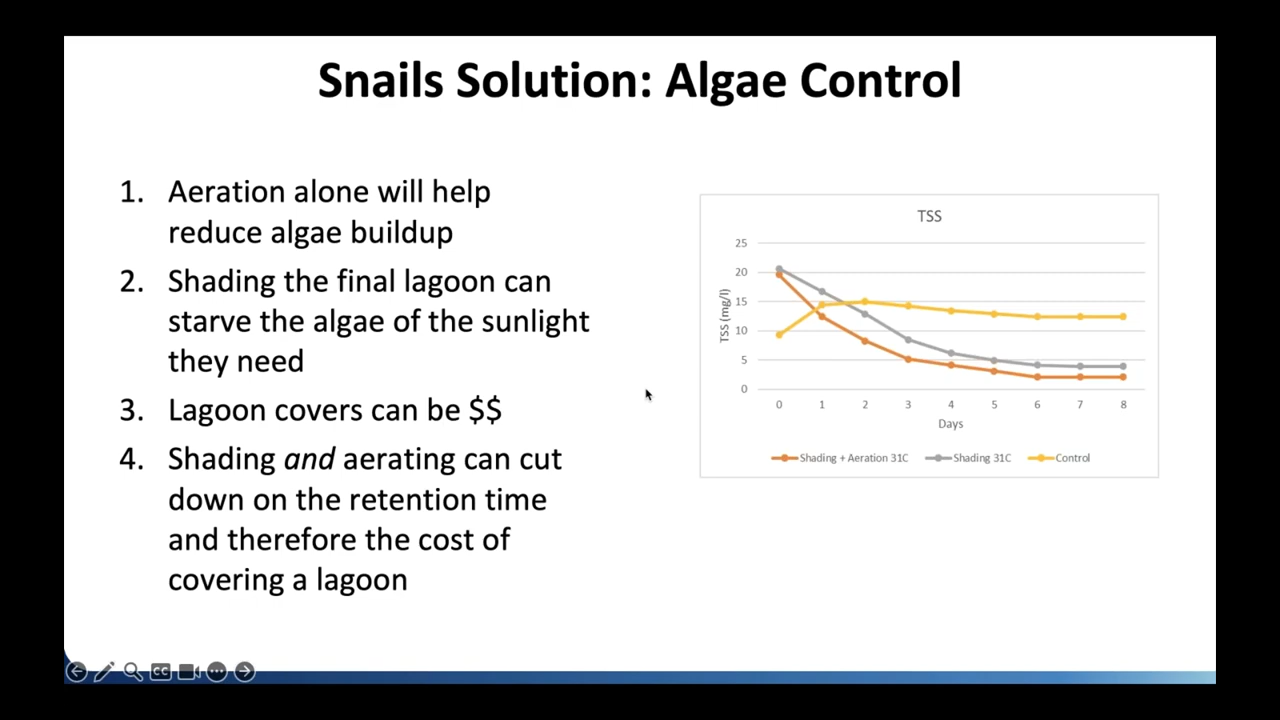 Snails Solution: Algae Control
1. Aeration alone will help
reduce algae buildup
2. Shading the final lagoon can
starve the algae of the sunlight
they need
3. Lagoon covers can be $$
4. Shading and aerating can cut
down on the retention time
and therefore the cost of
covering a lagoon
TSS
25
20
15
10
5
0
TSS (mg/l)
0 1 2 3 4 5 6 7 8
Days
Shading + Aeration 31C Shading 31C Control
CC